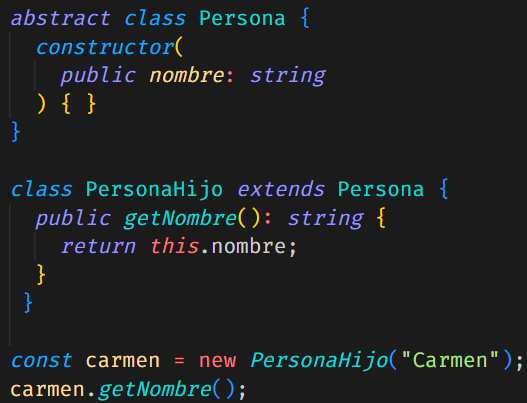 abstract class Persona {
constructor(
public nombre: string
) { }
}
class PersonaHijo extends Persona {
public getNombre(): string {
return this.nombre;
}
}
const carmen = new PersonaHijo("Carmen");
carmen.getNombre();